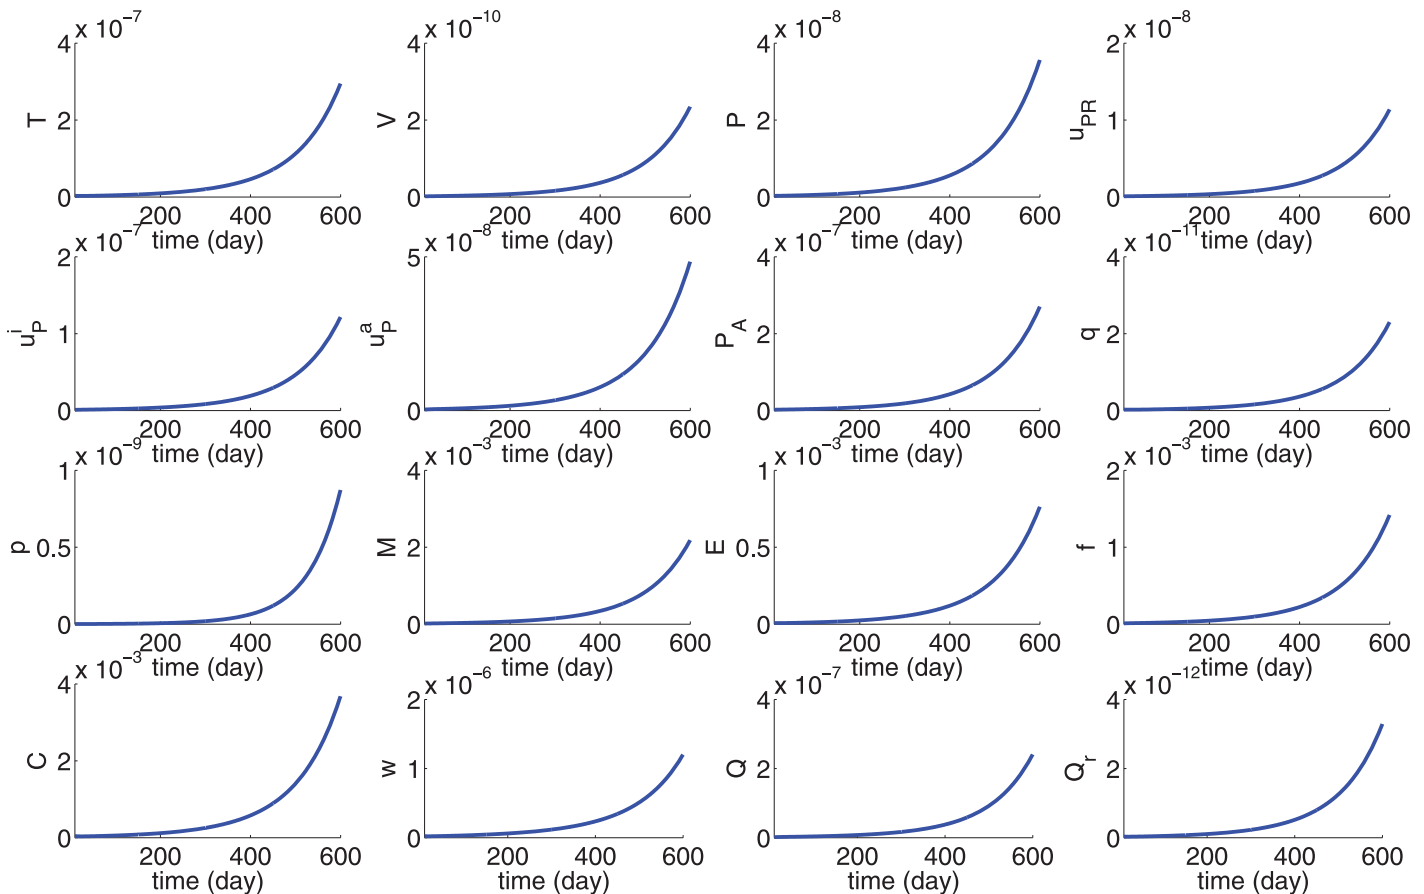 x 10⁻⁷ x 10⁻¹⁰ x 10⁻⁸ x 10⁻⁸
4 4 4 2
T 2 V 2 P 2 u_PR 1
0 0 0 0
200 400 600 200 400 600 200 400 600 200 400 600
time (day) time (day) time (day) time (day)
x 10⁻⁷ x 10⁻⁸ x 10⁻⁷ x 10⁻¹¹
2 5 4 4
u_P^i 1 u_P^a P_A 2 q 2
0 0 0 0
200 400 600 200 400 600 200 400 600 200 400 600
time (day) time (day) time (day) time (day)
x 10⁻⁹ x 10⁻³ x 10⁻³ x 10⁻³
1 4 1 2
p 0.5 M 2 E 0.5 f 1
0 0 0 0
200 400 600 200 400 600 200 400 600 200 400 600
time (day) time (day) time (day) time (day)
x 10⁻³ x 10⁻⁶ x 10⁻⁷ x 10⁻¹²
4 2 4 4
C 2 w 1 Q 2 Q_r 2
0 0 0 0
200 400 600 200 400 600 200 400 600 200 400 600
time (day) time (day) time (day) time (day)